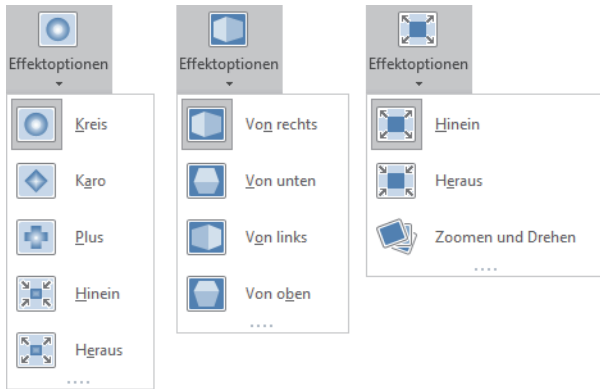 Effektoptionen
Kreis
Karo
Plus
Hinein
Heraus
Effektoptionen
Von rechts
Von unten
Von links
Von oben
Effektoptionen
Hinein
Heraus
Zoomen und Drehen